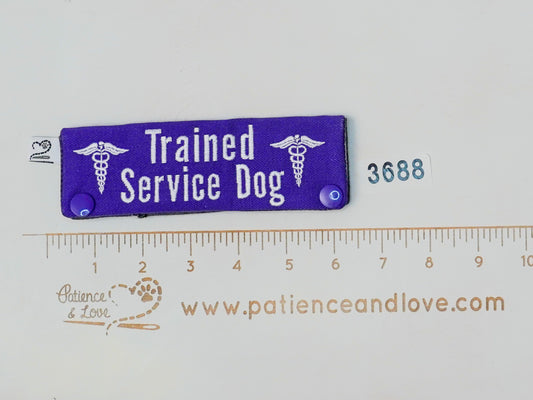 Trained
Service Dog
3688
1 2 3 4 5 6 7 8 9 10
Patience
& Love
www.patienceandlove.com